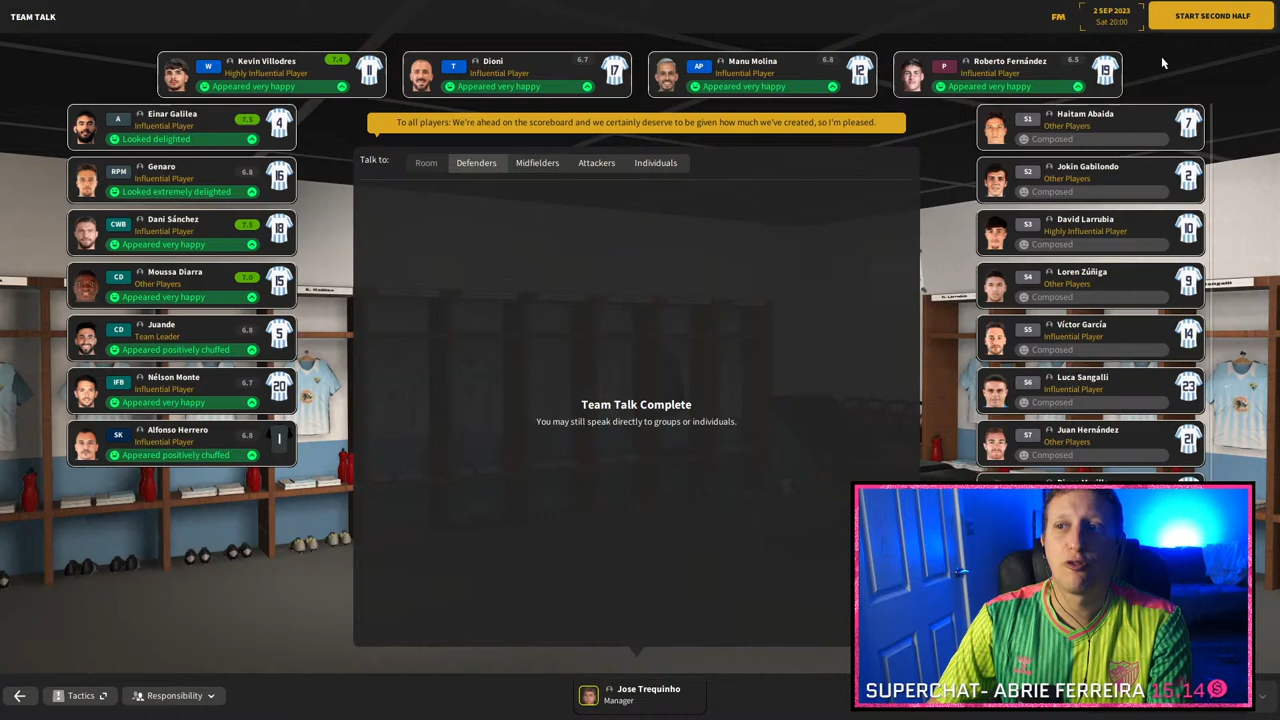 TEAM TALK
FM
2 SEP 2023
Sat 20:00
START SECOND HALF
W
Kevin Villodres
7.4
Highly Influential Player
Appeared very happy
11
T
Dioni
6.7
Influential Player
Appeared very happy
17
AP
Manu Molina
6.8
Influential Player
Appeared very happy
12
P
Roberto Fernández
6.5
Influential Player
Appeared very happy
19
A
Einar Galilea
7.5
Influential Player
Looked delighted
4
RPM
Genaro
6.8
Influential Player
Looked extremely delighted
16
CWB
Dani Sánchez
7.5
Influential Player
Appeared very happy
18
CD
Moussa Diarra
7.0
Other Players
Appeared very happy
15
CD
Juande
6.8
Team Leader
Appeared positively chuffed
5
IFB
Nélson Monte
6.7
Influential Player
Appeared very happy
20
SK
Alfonso Herrero
6.8
Influential Player
Appeared positively chuffed
1
To all players: We're ahead on the scoreboard and we certainly deserve to be given how much we've created, so I'm pleased.
Talk to:
Room
Defenders
Midfielders
Attackers
Individuals
Team Talk Complete
You may still speak directly to groups or individuals.
S1
Haitam Abaida
Other Players
Composed
7
S2
Jokin Gabilondo
Other Players
Composed
2
S3
David Larrubia
Highly Influential Player
Composed
10
S4
Loren Zúñiga
Other Players
Composed
9
S5
Víctor García
Influential Player
Composed
14
S6
Luca Sangalli
Influential Player
Composed
23
S7
Juan Hernández
Other Players
Composed
21
Tactics
Responsibility
Jose Trequinho
Manager
SUPERCHAT- ABRIE FERREIRA 15.14